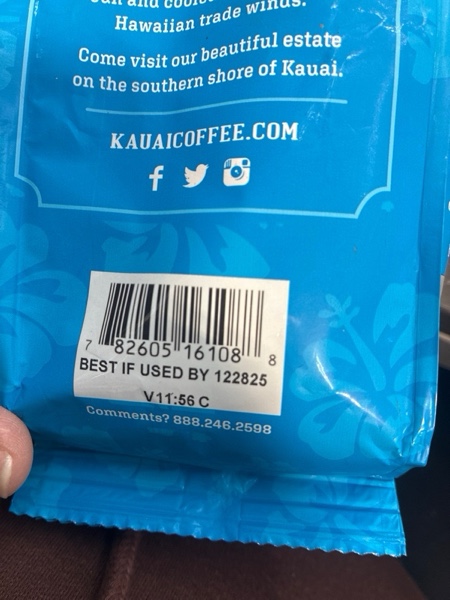 Hawaiian trade winds.
Come visit our beautiful estate
on the southern shore of Kauai.
KAUAICOFFEE.COM
7 82605 16108 8
BEST IF USED BY 122825
V11:56 C
Comments? 888.246.2598